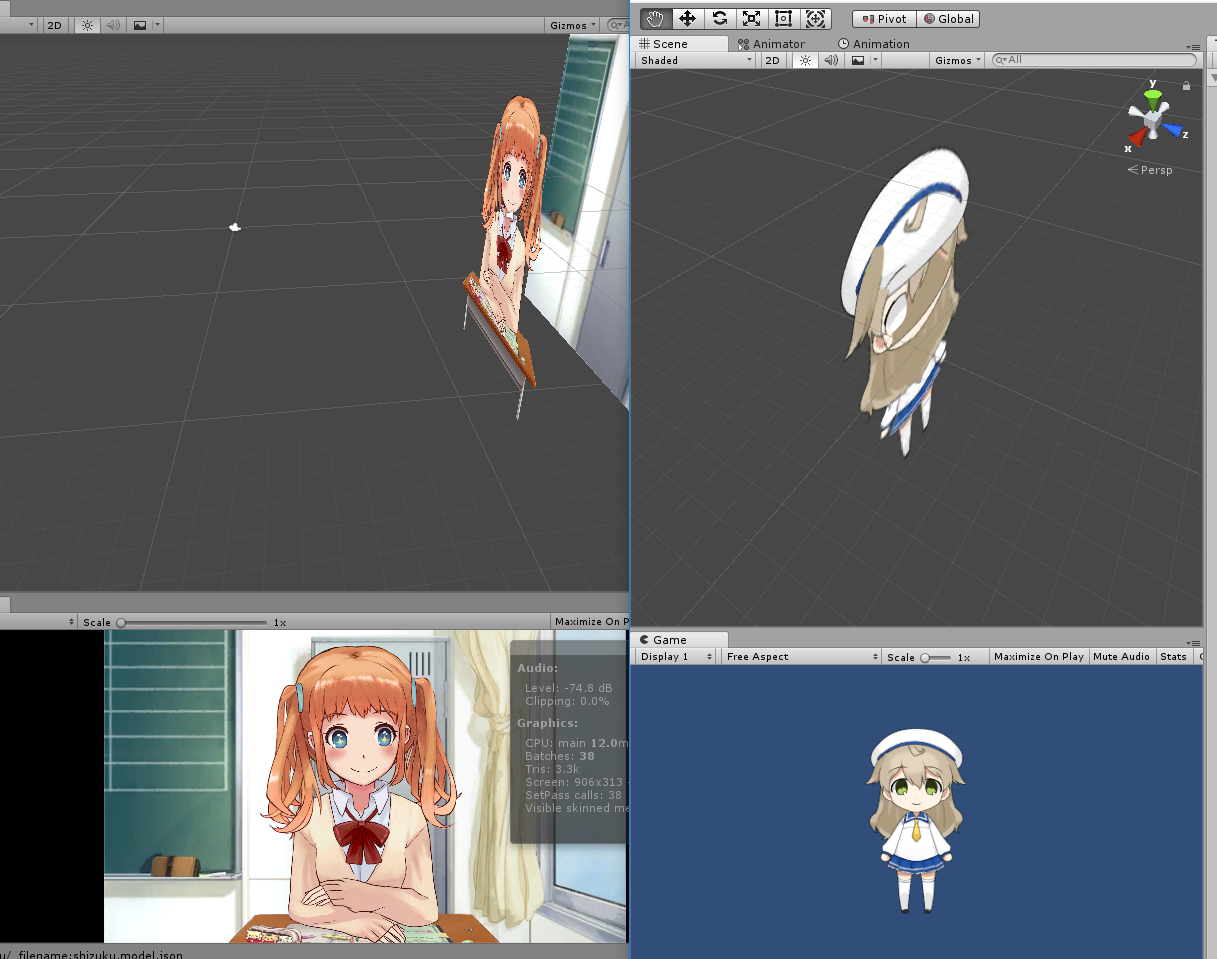 2D
Gizmos
Pivot
Global
Scene
Animator
Animation
Shaded
2D
Gizmos
All
y
z
x
Persp
Scale
1x
Maximize On P
Audio:
Level: -74.8 dB
Clipping: 0.0%
Graphics:
CPU: main 12.0m
Batches: 38
Tris: 3.3k
Screen: 906x313
SetPass calls: 38
Visible skinned me
Game
Display 1
Free Aspect
Scale
1x
Maximize On Play
Mute Audio
Stats
u/ filename:shizuku.model.json